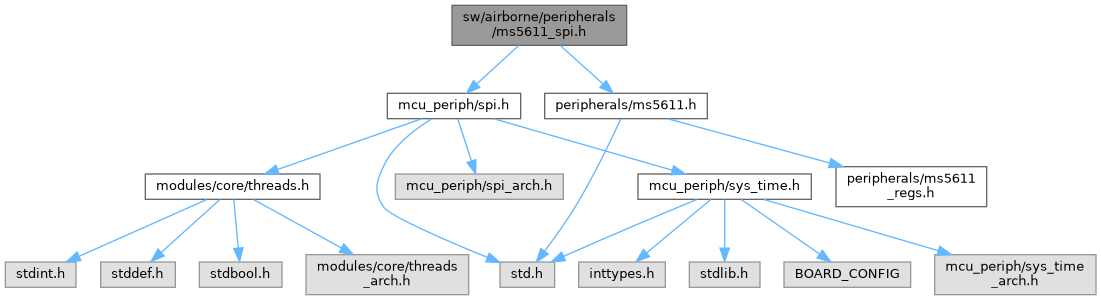 sw/airborne/peripherals
/ms5611_spi.h
mcu_periph/spi.h
peripherals/ms5611.h
modules/core/threads.h
mcu_periph/spi_arch.h
mcu_periph/sys_time.h
peripherals/ms5611
_regs.h
stdint.h
stddef.h
stdbool.h
modules/core/threads
_arch.h
std.h
inttypes.h
stdlib.h
BOARD_CONFIG
mcu_periph/sys_time
_arch.h